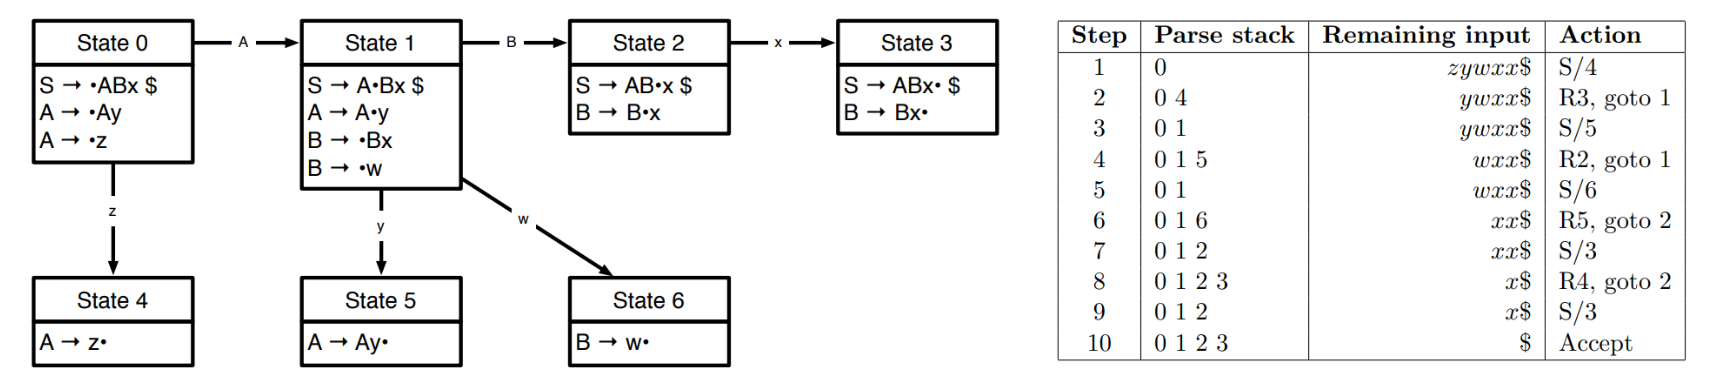 State 0
S → •ABx $
A → •Ay
A → •z
A
State 1
S → A•Bx $
A → A•y
B → •Bx
B → •w
B
State 2
S → AB•x $
B → B•x
x
State 3
S → ABx• $
B → Bx•
z
y
w
State 4
A → z•
State 5
A → Ay•
State 6
B → w•
Step Parse stack Remaining input Action
1 0 zywxx$ S/4
2 0 4 ywxx$ R3, goto 1
3 0 1 ywxx$ S/5
4 0 1 5 wxx$ R2, goto 1
5 0 1 wxx$ S/6
6 0 1 6 xx$ R5, goto 2
7 0 1 2 xx$ S/3
8 0 1 2 3 x$ R4, goto 2
9 0 1 2 x$ S/3
10 0 1 2 3 $ Accept